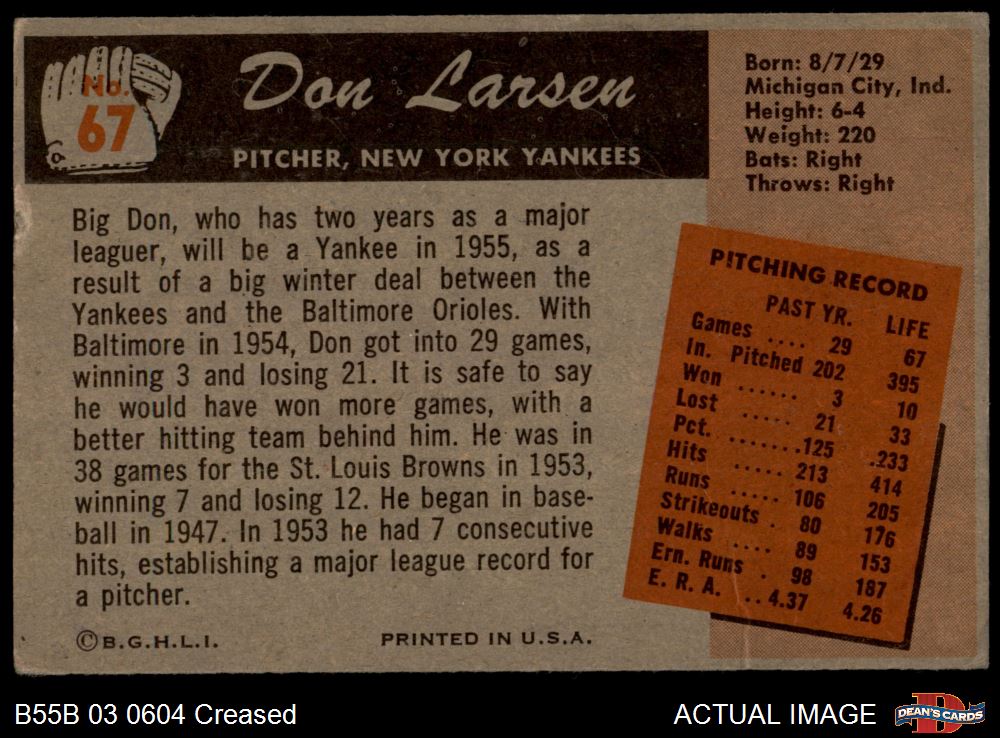 No.
67
Don Larsen
PITCHER, NEW YORK YANKEES
Born: 8/7/29
Michigan City, Ind.
Height: 6-4
Weight: 220
Bats: Right
Throws: Right
Big Don, who has two years as a major
leaguer, will be a Yankee in 1955, as a
result of a big winter deal between the
Yankees and the Baltimore Orioles. With
Baltimore in 1954, Don got into 29 games,
winning 3 and losing 21. It is safe to say
he would have won more games, with a
better hitting team behind him. He was in
38 games for the St. Louis Browns in 1953,
winning 7 and losing 12. He began in base-
ball in 1947. In 1953 he had 7 consecutive
hits, establishing a major league record for
a pitcher.
©B.G.H.L.I. PRINTED IN U.S.A.
PITCHING RECORD
PAST YR. LIFE
Games .... 29 67
In. Pitched 202 395
Won ...... 3 10
Lost ..... 21 33
Pct. .......125 .233
Hits ..... 213 414
Runs ..... 106 205
Strikeouts . 80 176
Walks .... 89 153
Ern. Runs . 98 187
E. R. A. ..4.37 4.26
B55B 03 0604 Creased
ACTUAL IMAGE
D
DEAN'S CARDS